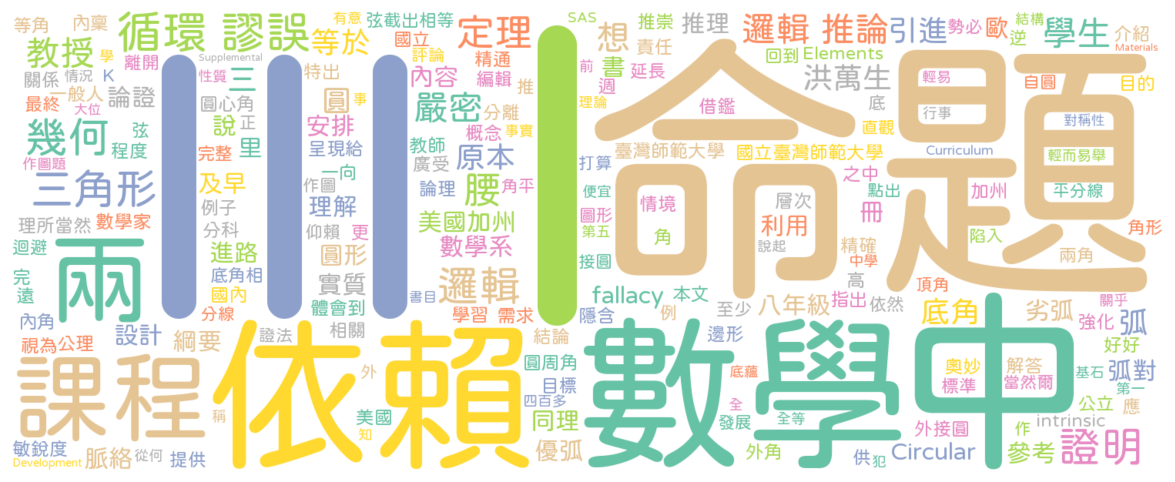 等角
內稟
循環 謬誤
有意
弦截出相等
等於
定理
SAS
推崇
推理
邏輯 推論
引進
勢必
歐
結構
逆
學生
介紹
Materials
教授
離開
學
Supplemental
國立
評論
精通
想
責任
回到
Elements
關係
情況
K
性質
三
特出
內容
編輯
推
前
書
延長
洪萬生
輕易
自圓
目的
最終
一般人
大位
論證
圓心角
圓
事
嚴密
分離
理論
週
借鑑
底
行事
對稱性
幾何
弦
程度
說
正
安排
教師
概念
事實
直觀
作圖題
完整
里
呈現給
廣受
原本
臺灣師範大學
國立臺灣師範大學
Curriculum
輕而易舉
三角形
及早
作圖
一向
論理
腰
角平
打算
便宜
情境
層次
之中
點出
加州
平分線
理所當然
數學家
例子
理解
美國加州
圖形
第五
角
利用
冊
陷入
角形
迴避
兩
分科
仰賴
更
數學系
說起
精確
中學
兩角
完
遠
進路
圓形
接圓
命題
高
底角相
實質
邏輯
fallacy
本文
八年級
指出
依然
頂角
關乎
國內
體會到
書目
學習
需求
隱含
例
至少
底角
劣弧
強化
弧
內角
設計
分線
證法
相關
結論
邊形
好好
視為公理
綱要
依賴
圓周角
底蘊
數學中
奧妙
解答
基石
弧對
課程
外
目標
標準
當然爾
第一
稱
美國
四百多
同理
全
發展
全等
外接圓
intrinsic
公立
應
敏銳度
Development
脈絡
從何
提供
知
優弧
外角
供
犯
Circular
作
參考
證明